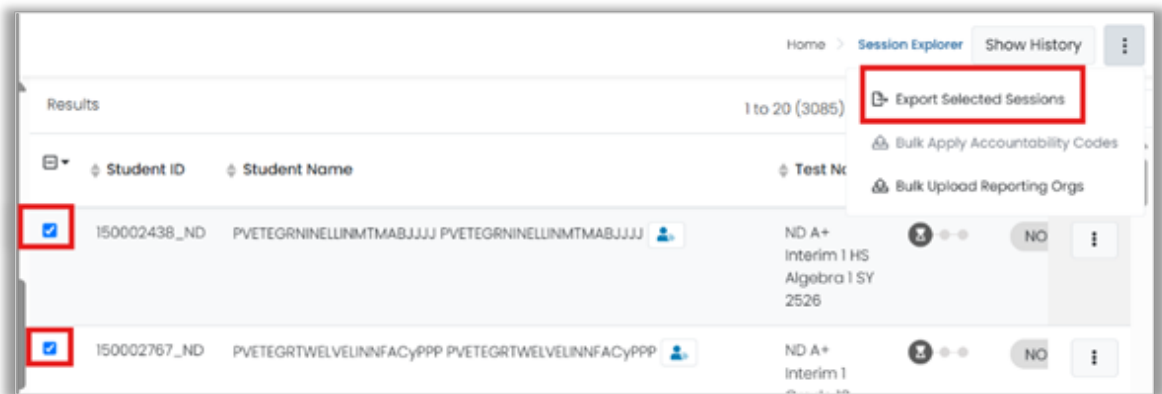 Home > Session Explorer Show History
Export Selected Sessions
Bulk Apply Accountability Codes
Bulk Upload Reporting Orgs
Results 1 to 20 (3085)
Student ID Student Name Test
150002438_ND PVETEGRNINELLINMTMABJJJJ PVETEGRNINELLINMTMABJJJJ ND A+ NO
Interim 1 HS
Algebra 1 SY
2526
150002767_ND PVETEGRTWELVELINNFACyPPP PVETEGRTWELVELINNFACyPPP ND A+ NO
Interim 1